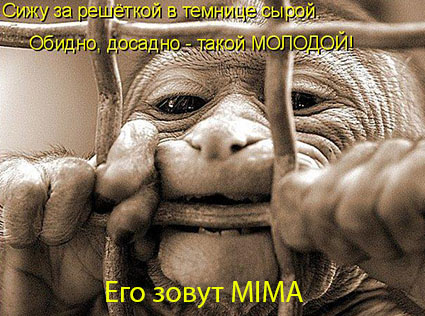 Сижу за решёткой в темнице сырой.
Обидно, досадно - такой МОЛОДОЙ!
Его зовут MIMA